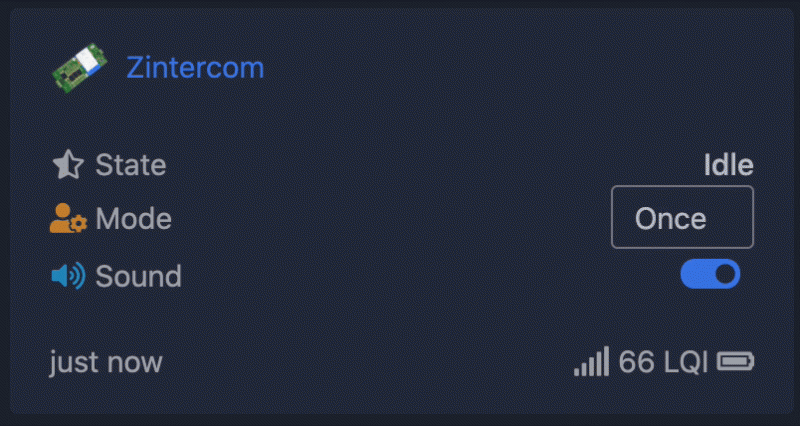 Zintercom
State Idle
Mode Once
Sound
just now 66 LQI